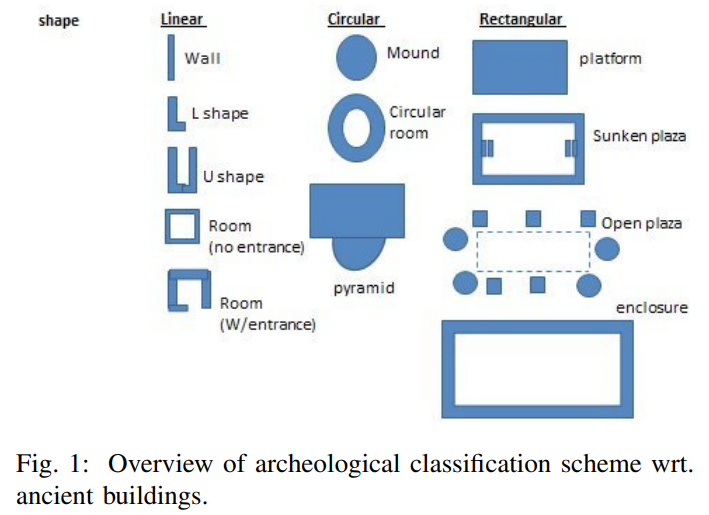 shape
Linear
Wall
L shape
U shape
Room
(no entrance)
Room
(W/entrance)
Circular
Mound
Circular
room
pyramid
Rectangular
platform
Sunken plaza
Open plaza
enclosure
Fig. 1: Overview of archeological classification scheme wrt.
ancient buildings.